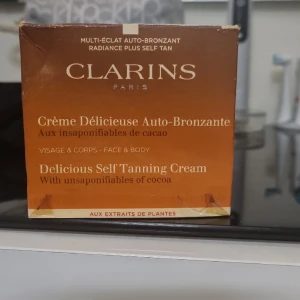 MULTI-ÉCLAT AUTO-BRONZANT
RADIANCE PLUS SELF TAN
CLARINS
PARIS
Crème Délicieuse Auto-Bronzante
Aux insaponifiables de cacao
VISAGE & CORPS - FACE & BODY
Delicious Self Tanning Cream
With unsaponifiables of cocoa
AUX EXTRAITS DE PLANTES